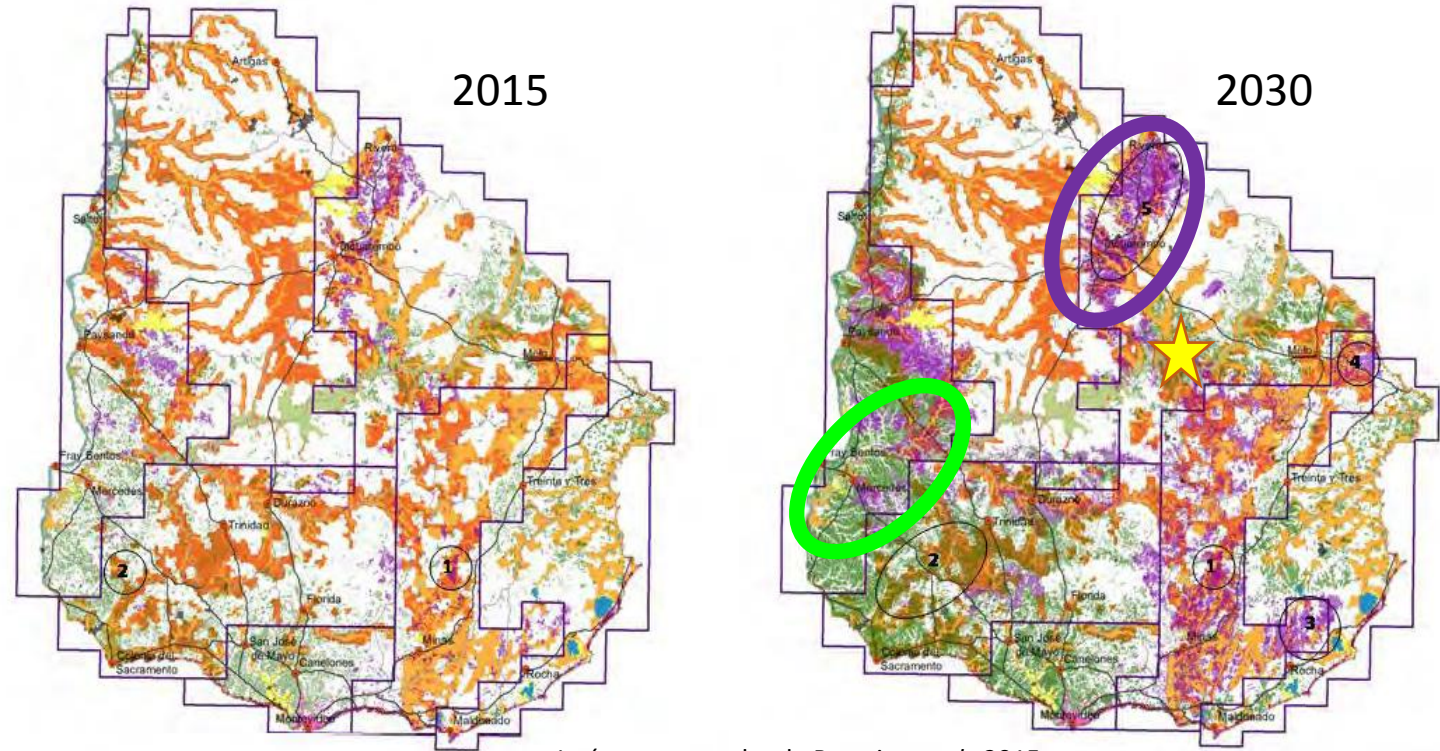 2015
Artigas
Rivera
Salto
Tacuarembó
Paysandú
Melo
Fray Bentos
Mercedes
Durazno
Treinta y Tres
Trinidad
2
1
Florida
San José
de Mayo
Canelones
Minas
Colonia del
Sacramento
Rocha
Montevideo
Maldonado
2030
Artigas
Rivera
5
Salto
Tacuarembó
Paysandú
Melo
4
ray Bentos
Mercedes
Durazno
Treinta y Tres
Trinidad
2
1
Florida
3
San José
de Mayo
Canelones
Minas
Colonia del
Sacramento
Rocha
Montevideo
Maldonado
2015